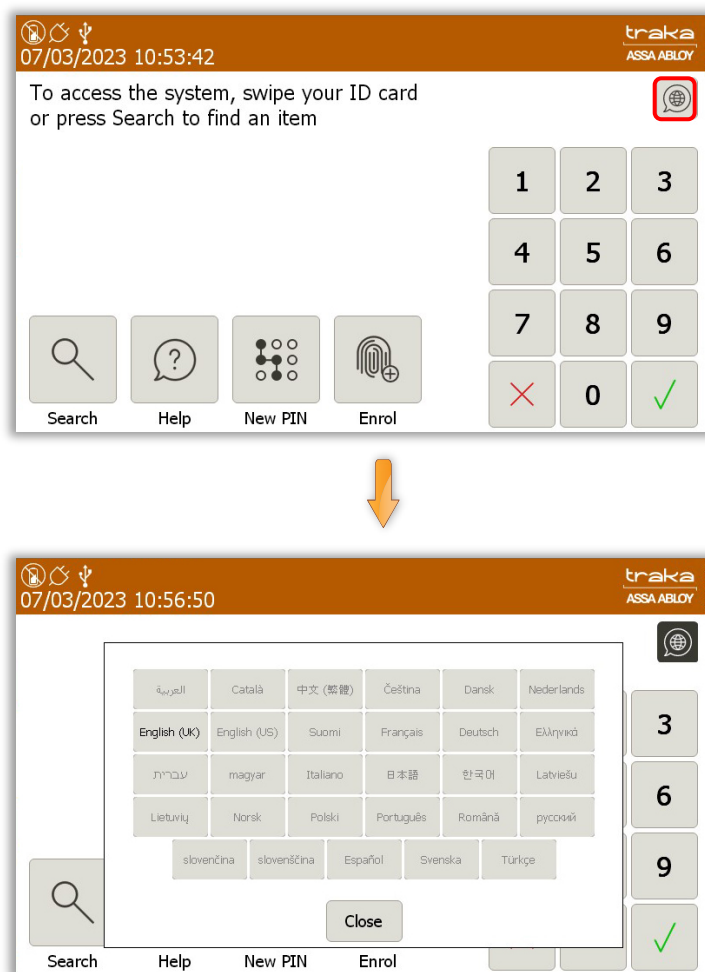 traka
07/03/2023 10:53:42
ASSA ABLOY
To access the system, swipe your ID card
or press Search to find an item
1 2 3
4 5 6
7 8 9
0
Search Help New PIN Enrol
traka
07/03/2023 10:56:50
ASSA ABLOY
العربية Català 中文 (繁體) Čeština Dansk Nederlands
English (UK) English (US) Suomi Français Deutsch Ελληνικά
3
עברית magyar Italiano 日本語 한국어 Latviešu
6
Lietuvių Norsk Polski Português Română русский
slovenčina slovenščina Español Svenska Türkçe
9
Close
Search Help New PIN Enrol